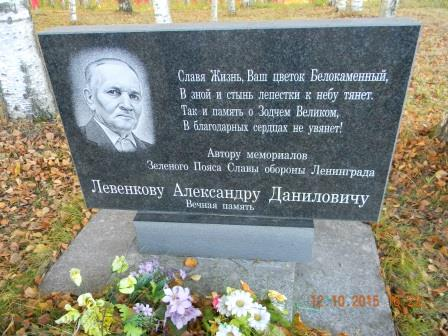 Славя Жизнь, Ваш цветок Белокаменный,
В зной и стынь лепестки к небу тянет.
Так и память о Зодчем Великом,
В благодарных сердцах не увянет!
Автору мемориалов
Зеленого Пояса Славы обороны Ленинграда
Левенкову Александру Даниловичу
Вечная память
12.10.2015